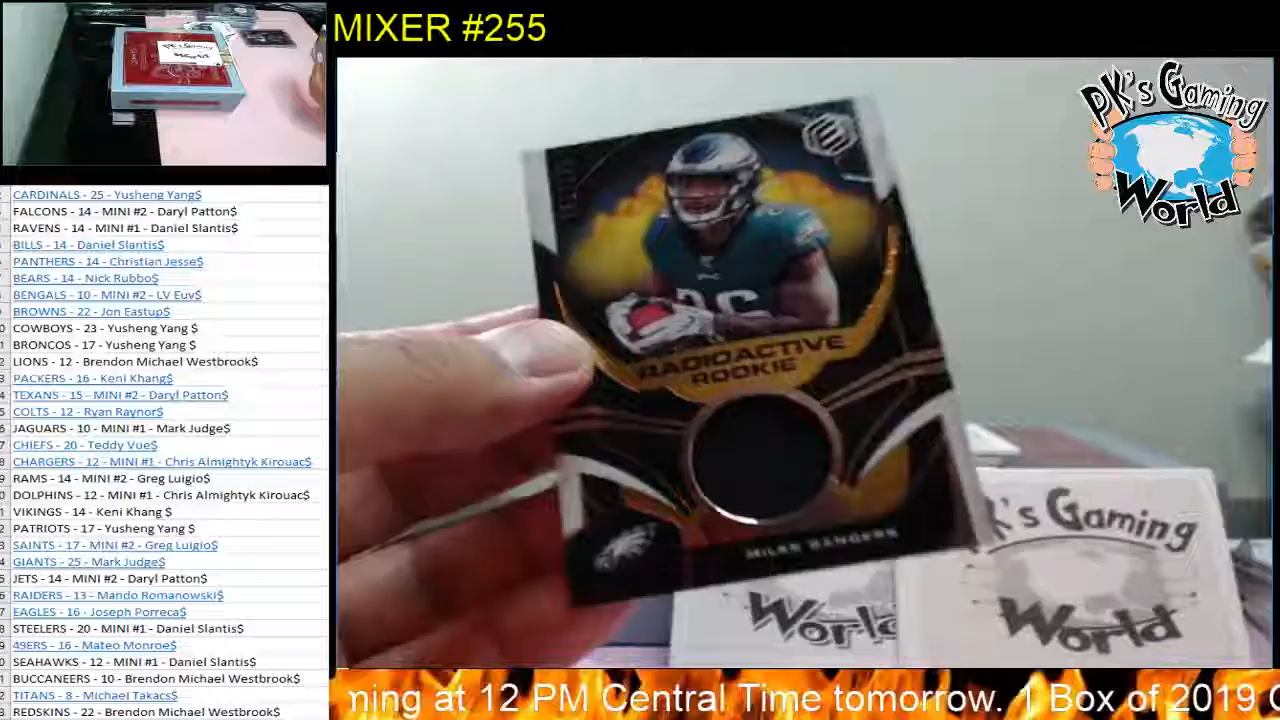 MIXER #255
PK's Gaming
World
CARDINALS - 25 - Yusheng Yang$
FALCONS - 14 - MINI #2 - Daryl Patton$
RAVENS - 14 - MINI #1 - Daniel Slantis$
BILLS - 14 - Daniel Slantis$
PANTHERS - 14 - Christian Jesse$
BEARS - 14 - Nick Rubbo$
BENGALS - 10 - MINI #2 - LV Euv$
BROWNS - 22 - Jon Eastup$
COWBOYS - 23 - Yusheng Yang $
BRONCOS - 17 - Yusheng Yang $
LIONS - 12 - Brendon Michael Westbrook$
PACKERS - 16 - Keni Khang$
TEXANS - 15 - MINI #2 - Daryl Patton$
COLTS - 12 - Ryan Raynor$
JAGUARS - 10 - MINI #1 - Mark Judge$
CHIEFS - 20 - Teddy Vue$
CHARGERS - 12 - MINI #1 - Chris Almightyk Kirouac$
RAMS - 14 - MINI #2 - Greg Luigio$
DOLPHINS - 12 - MINI #1 - Chris Almightyk Kirouac$
VIKINGS - 14 - Keni Khang $
PATRIOTS - 17 - Yusheng Yang $
SAINTS - 17 - MINI #2 - Greg Luigio$
GIANTS - 25 - Mark Judge$
JETS - 14 - MINI #2 - Daryl Patton$
RAIDERS - 13 - Mando Romanowski$
EAGLES - 16 - Joseph Porreca$
STEELERS - 20 - MINI #1 - Daniel Slantis$
49ERS - 16 - Mateo Monroe$
SEAHAWKS - 12 - MINI #1 - Daniel Slantis$
BUCCANEERS - 10 - Brendon Michael Westbrook$
TITANS - 8 - Michael Takacs$
REDSKINS - 22 - Brendon Michael Westbrook$
RADIOACTIVE
ROOKIE
MILES SANDERS
K's Gaming
World
World
ning at 12 PM Central Time tomorrow. 1 Box of 2019